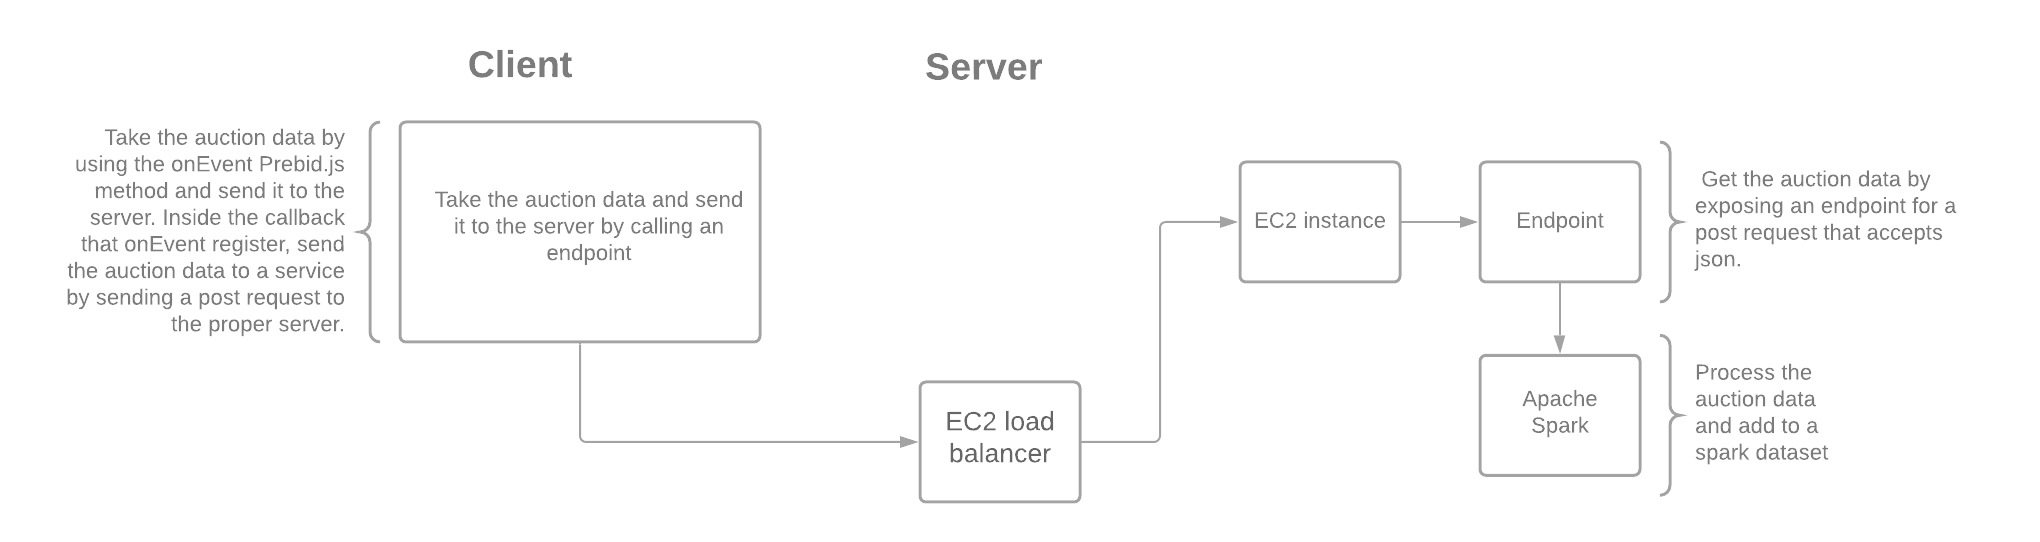 Client
Server
Take the auction data by
using the onEvent Prebid.js
method and send it to the
server. Inside the callback
that onEvent register, send
the auction data to a service
by sending a post request to
the proper server.
Take the auction data and send
it to the server by calling an
endpoint
EC2 load
balancer
EC2 instance
Endpoint
Get the auction data by
exposing an endpoint for a
post request that accepts
json.
Apache
Spark
Process the
auction data
and add to a
spark dataset